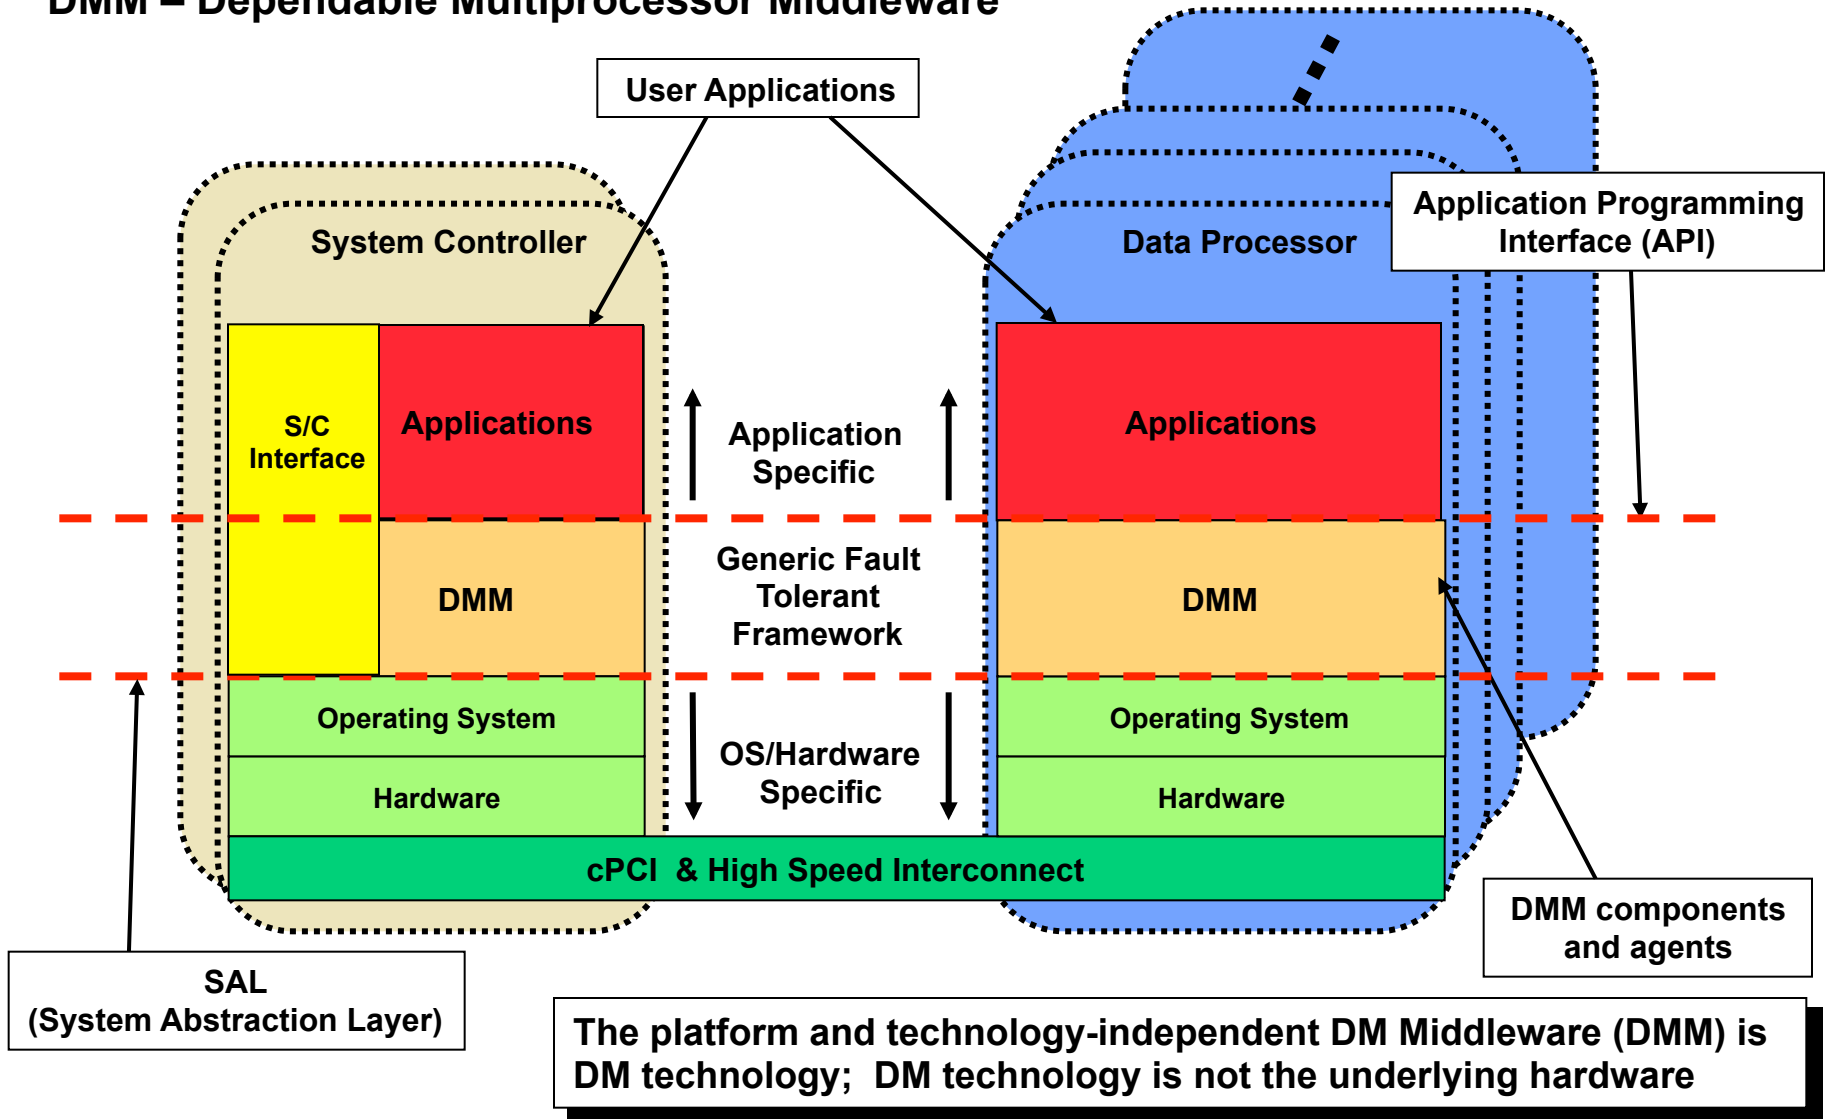 DMM – Dependable Multiprocessor Middleware
User Applications
Application Programming
Interface (API)
System Controller
Data Processor
S/C
Interface
Applications
Application
Specific
Applications
Generic Fault
Tolerant
Framework
DMM
DMM
Operating System
Operating System
OS/Hardware
Specific
Hardware
Hardware
cPCI & High Speed Interconnect
DMM components
and agents
SAL
(System Abstraction Layer)
The platform and technology-independent DM Middleware (DMM) is
DM technology; DM technology is not the underlying hardware